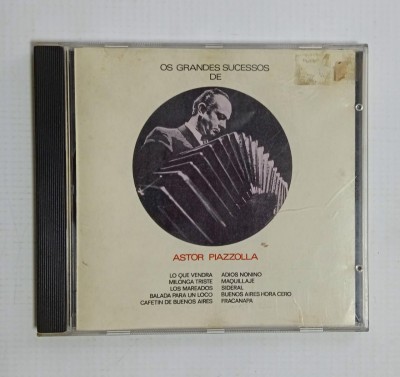 OS GRANDES SUCESSOS
DE
ASTOR PIAZZOLLA
LO QUE VENDRA
MILONGA TRISTE
LOS MAREADOS
BALADA PARA UN LOCO
CAFETIN DE BUENOS AIRES
ADIOS NONINO
MAQUILLAJE
SIDERAL
BUENOS AIRES HORA CERO
FRACANAPA